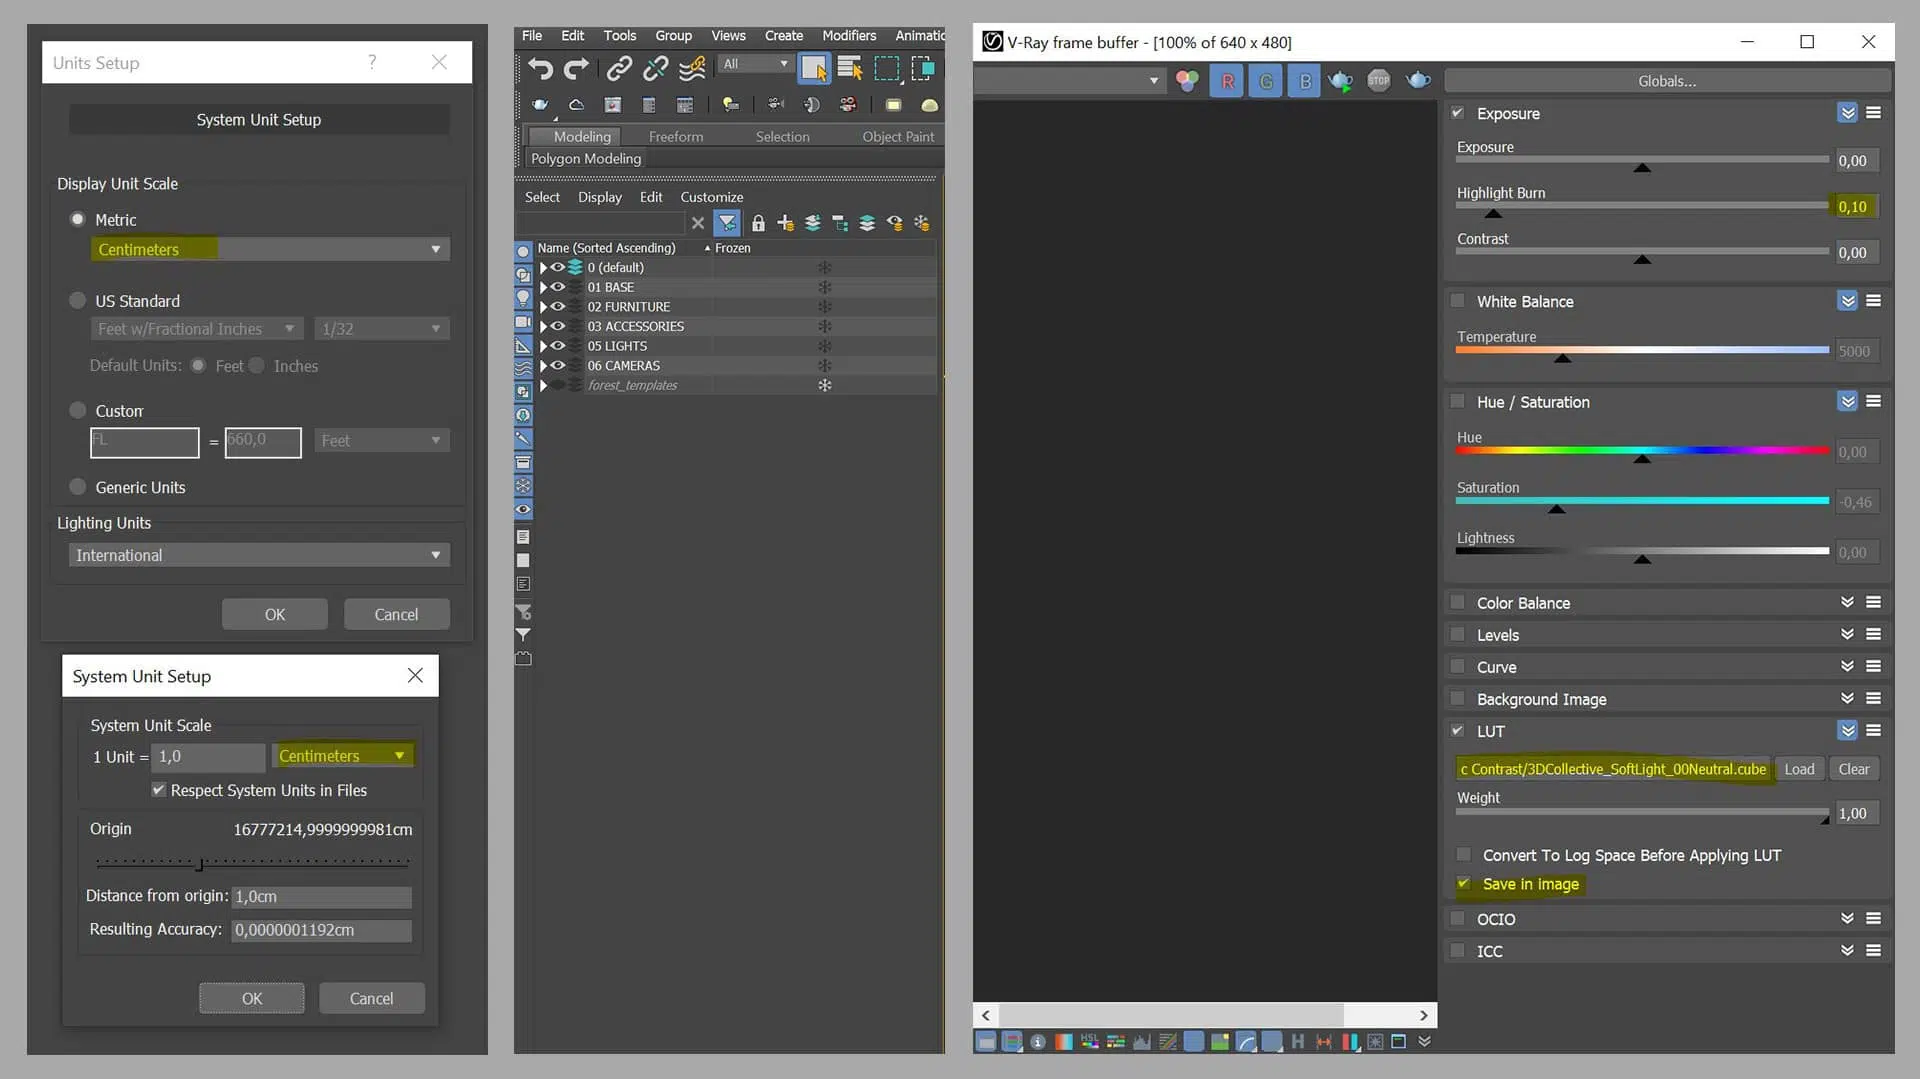 Units Setup
?
System Unit Setup
Display Unit Scale
Metric
Centimeters
US Standard
Feet w/Fractional Inches 1/32
Default Units: Feet Inches
Custom
FL = 660,0 Feet
Generic Units
Lighting Units
International
OK Cancel
System Unit Setup
System Unit Scale
1 Unit = 1,0 Centimeters
Respect System Units in Files
Origin 16777214,9999999981cm
Distance from origin: 1,0cm
Resulting Accuracy: 0,0000001192cm
OK Cancel
File Edit Tools Group Views Create Modifiers Animatic
All
Modeling Freeform Selection Object Paint
Polygon Modeling
Select Display Edit Customize
Name (Sorted Ascending) Frozen
0 (default)
01 BASE
02 FURNITURE
03 ACCESSORIES
05 LIGHTS
06 CAMERAS
forest_templates
V-Ray frame buffer - [100% of 640 x 480]
R G B STOP
Globals...
Exposure
Exposure 0,00
Highlight Burn 0,10
Contrast 0,00
White Balance
Temperature 5000
Hue / Saturation
Hue 0,00
Saturation -0,46
Lightness 0,00
Color Balance
Levels
Curve
Background Image
LUT
c Contrast/3DCollective_SoftLight_00Neutral.cube Load Clear
Weight 1,00
Convert To Log Space Before Applying LUT
Save in image
OCIO
ICC
HSL
H